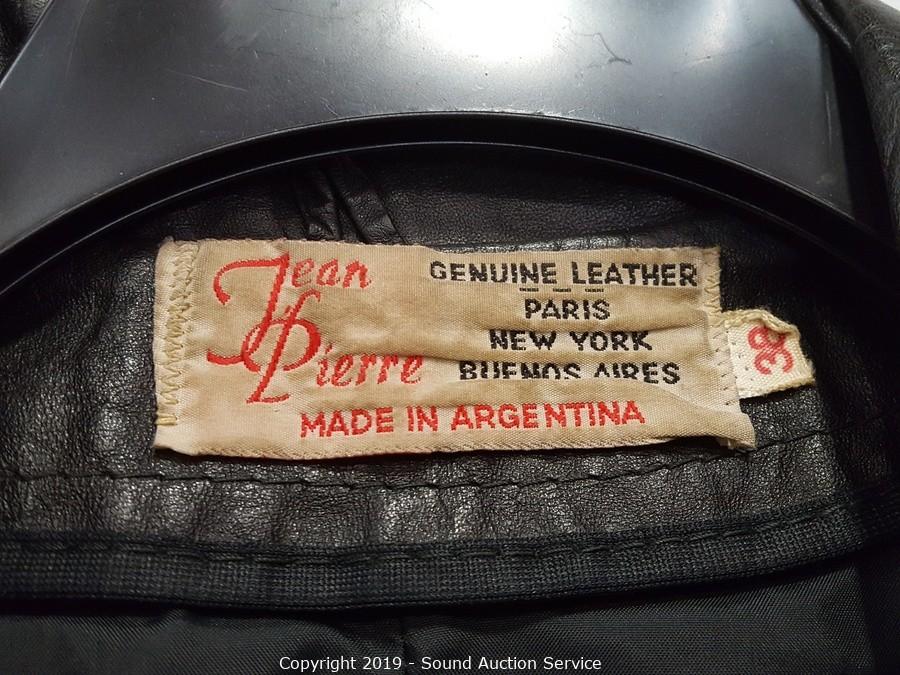 Jean
Pierre
GENUINE LEATHER
PARIS
NEW YORK
BUENOS AIRES
MADE IN ARGENTINA
38
Copyright 2019 - Sound Auction Service